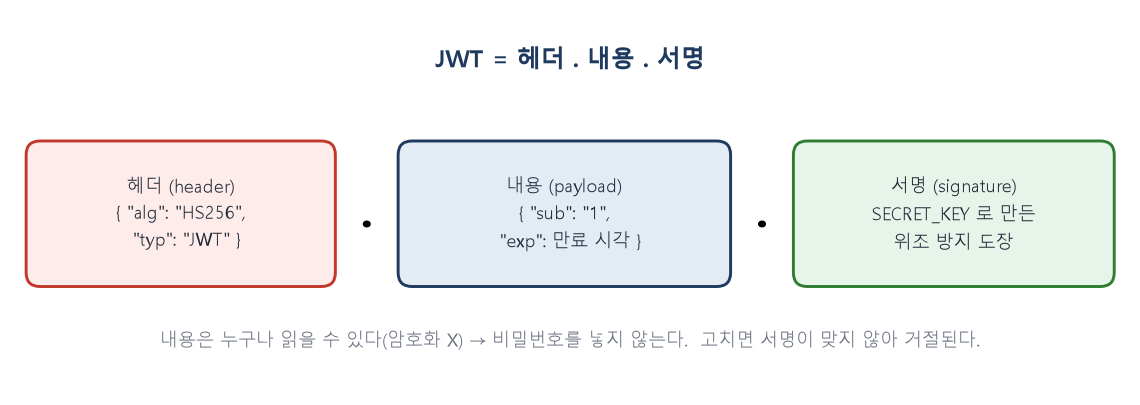 JWT = 헤더 . 내용 . 서명
헤더 (header)
{ "alg": "HS256",
"typ": "JWT" }
.
내용 (payload)
{ "sub": "1",
"exp": 만료 시각 }
.
서명 (signature)
SECRET_KEY 로 만든
위조 방지 도장
내용은 누구나 읽을 수 있다(암호화 X) → 비밀번호를 넣지 않는다. 고치면 서명이 맞지 않아 거절된다.